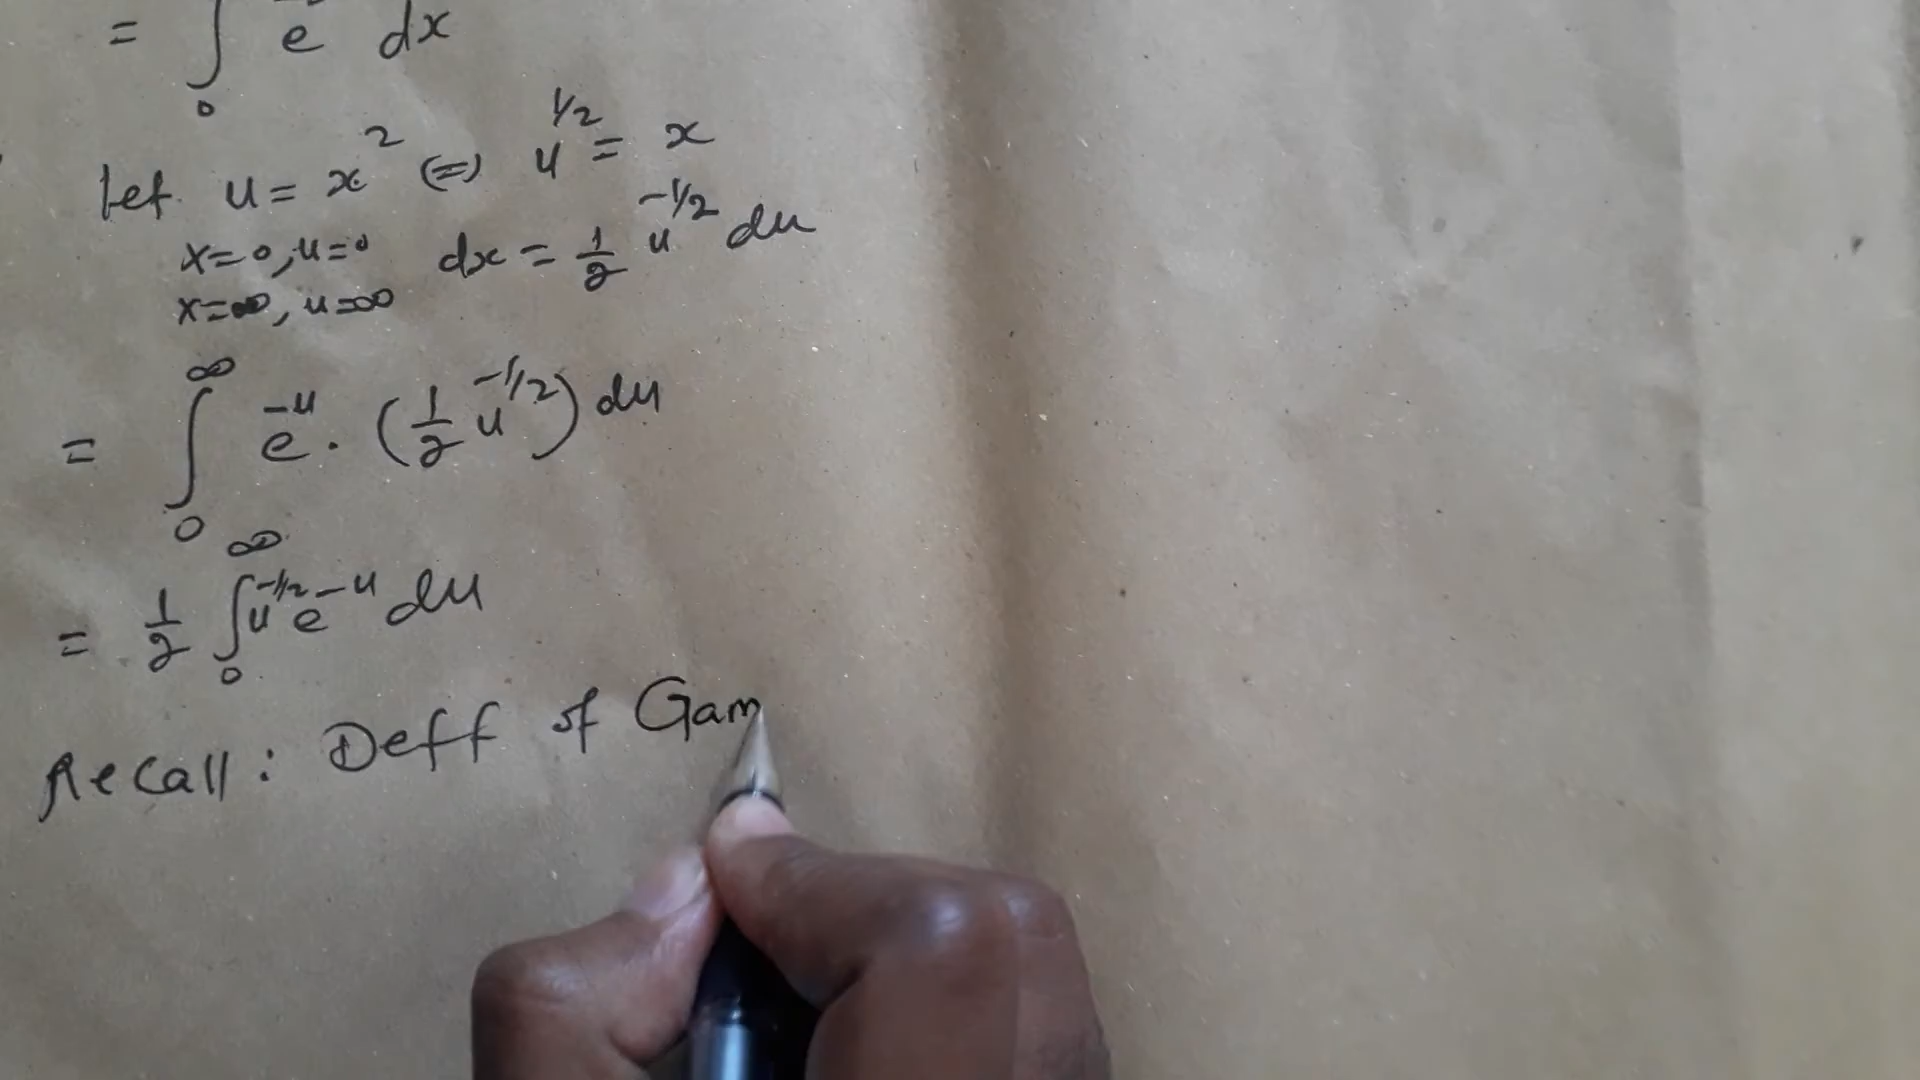 = ∫₀ e dx
let u = x² (=) u^1/2 = x
x=0, u=0 dx = 1/2 u^-1/2 du
x=∞, u=∞
= ∫₀^∞ e^-u . (1/2 u^-1/2) du
= 1/2 ∫₀^∞ u^-1/2 e^-u du
Recall: Deff of Gam